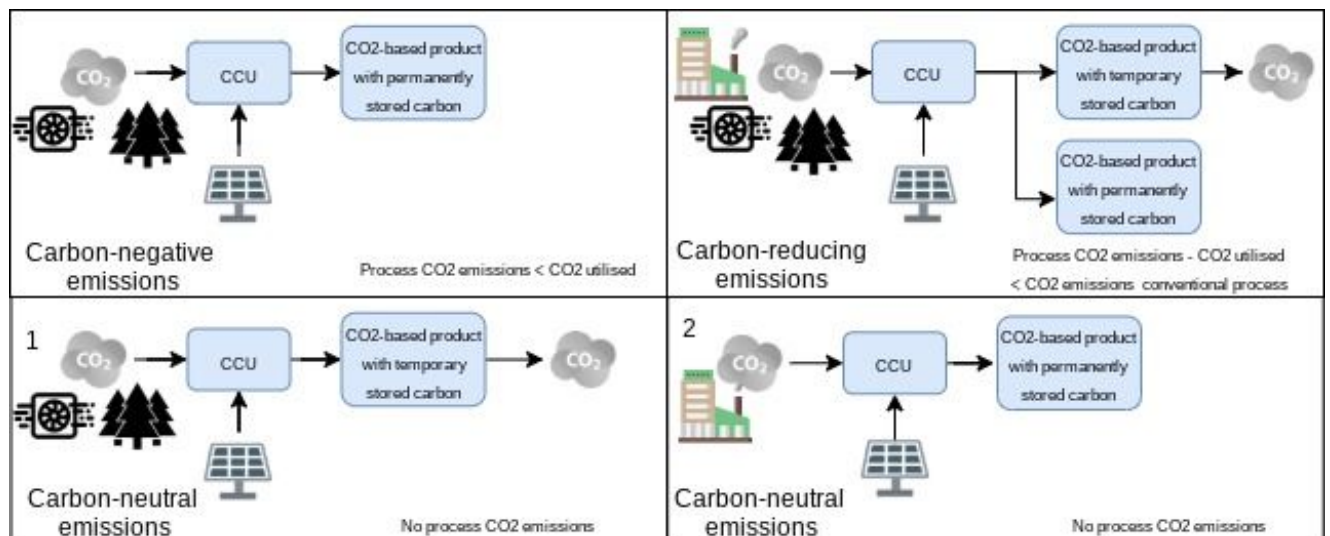 CO2
CCU
CO2-based product
with permanently
stored carbon
Carbon-negative
emissions
Process CO2 emissions < CO2 utilised
CO2
CCU
CO2-based product
with temporary
stored carbon
CO2
CO2-based product
with permanently
stored carbon
Carbon-reducing
emissions
Process CO2 emissions - CO2 utilised
< CO2 emissions conventional process
1
CO2
CCU
CO2-based product
with temporary
stored carbon
CO2
Carbon-neutral
emissions
No process CO2 emissions
2
CO2
CCU
CO2-based product
with permanently
stored carbon
Carbon-neutral
emissions
No process CO2 emissions